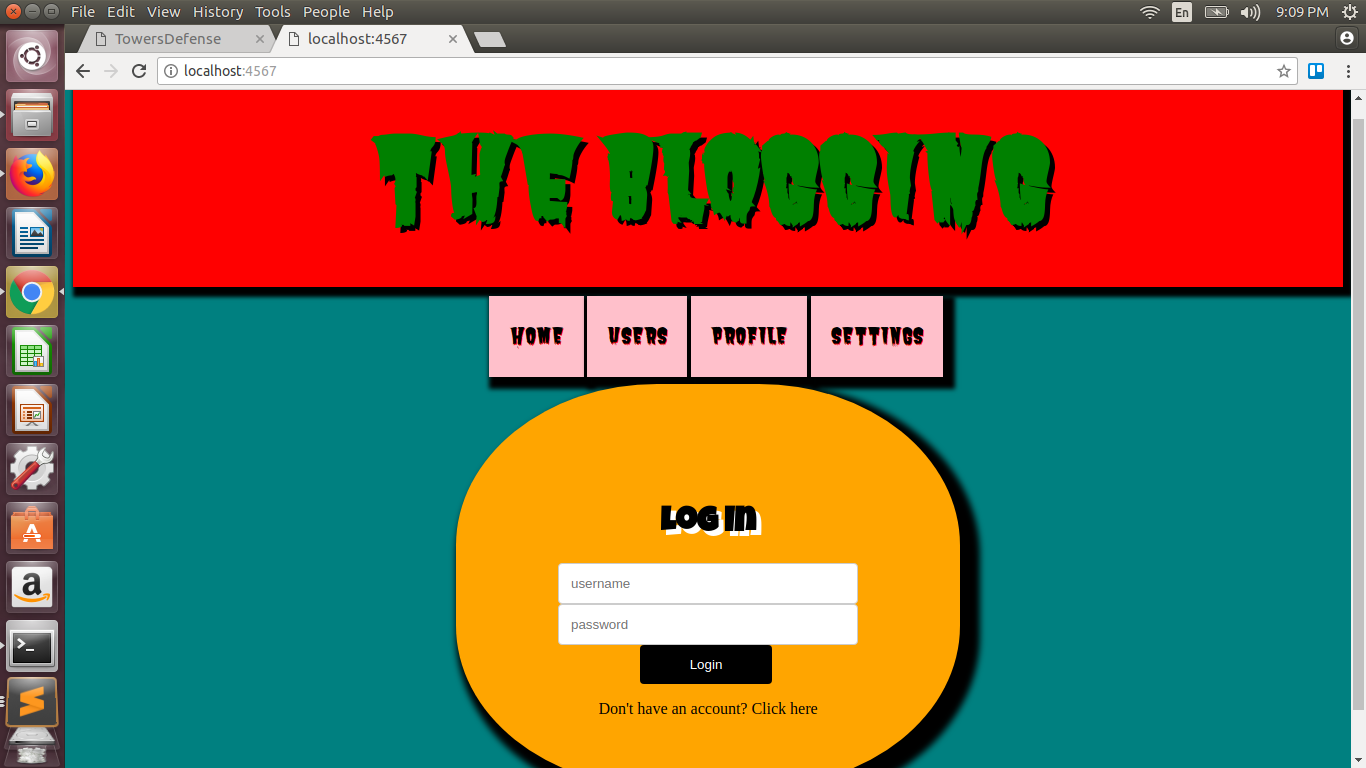 File Edit View History Tools People Help
En
9:09 PM
TowersDefense
localhost:4567
localhost:4567
THE BLOGGING
HOME USERS PROFILE SETTINGS
LOG IN
username
password
Login
Don't have an account? Click here